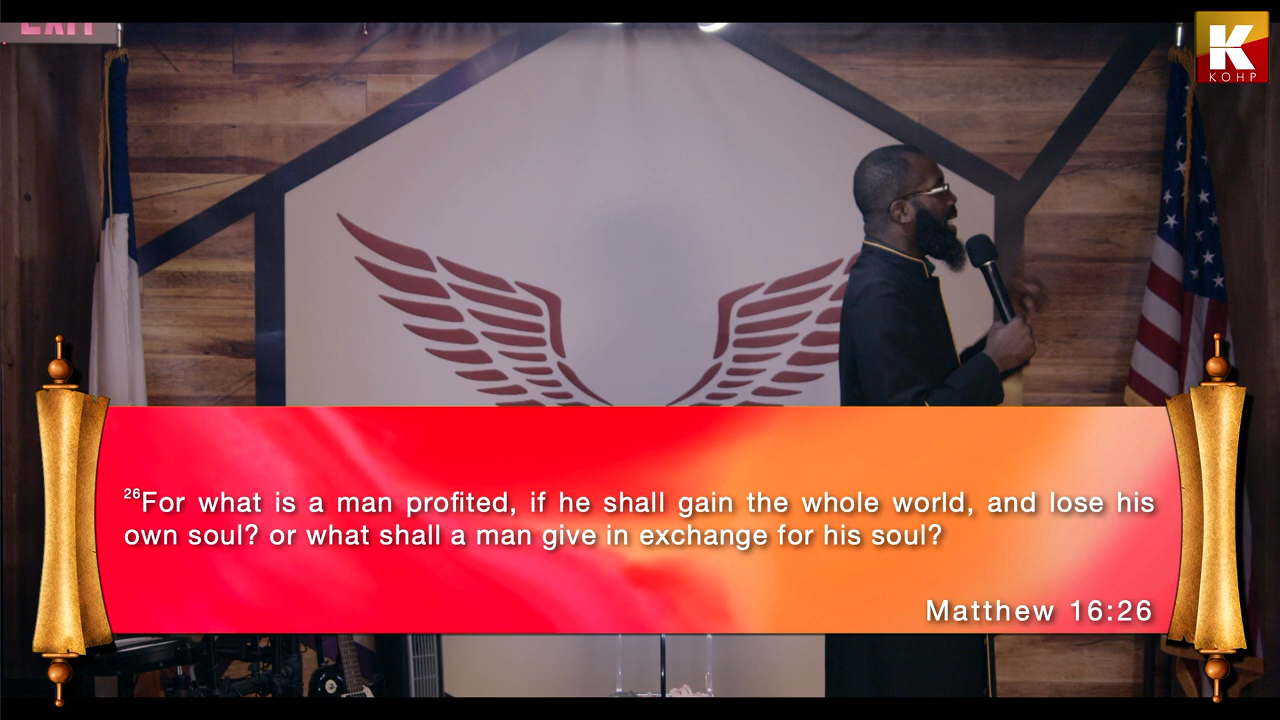 EXIT
K
KOHP
26For what is a man profited, if he shall gain the whole world, and lose his
own soul? or what shall a man give in exchange for his soul?
Matthew 16:26